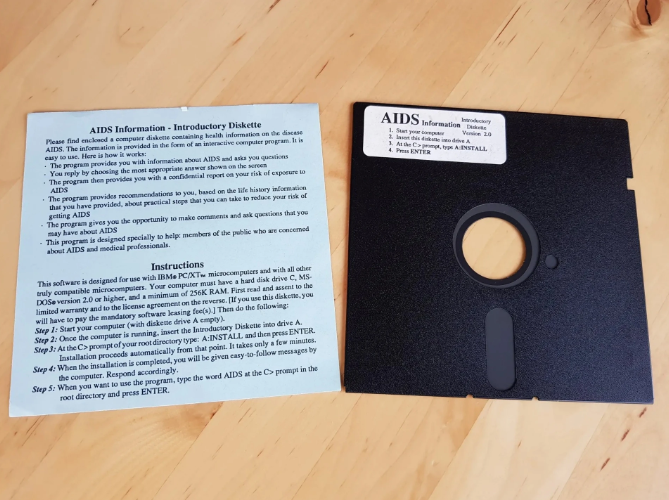 AIDS Information - Introductory Diskette
Please find enclosed a computer diskette containing health information on the disease
AIDS. The information is provided in the form of an interactive computer program. It is
easy to use. Here is how it works:
- The program provides you with information about AIDS and asks you questions
- You reply by choosing the most appropriate answer shown on the screen
- The program then provides you with a confidential report on your risk of exposure to
AIDS
- The program provides recommendations to you, based on the life history information
that you have provided, about practical steps that you can take to reduce your risk of
getting AIDS
- The program gives you the opportunity to make comments and ask questions that you
may have about AIDS
- This program is designed specially to help: members of the public who are concerned
about AIDS and medical professionals.
Instructions
This software is designed for use with IBM® PC/XT™ microcomputers and with all other
truly compatible microcomputers. Your computer must have a hard disk drive C, MS-
DOS® version 2.0 or higher, and a minimum of 256K RAM. First read and assent to the
limited warranty and to the license agreement on the reverse. [If you use this diskette, you
will have to pay the mandatory software leasing fee(s).] Then do the following:
Step 1: Start your computer (with diskette drive A empty).
Step 2: Once the computer is running, insert the Introductory Diskette into drive A.
Step 3: At the C> prompt of your root directory type: A:INSTALL and then press ENTER.
Installation proceeds automatically from that point. It takes only a few minutes.
Step 4: When the installation is completed, you will be given easy-to-follow messages by
the computer. Respond accordingly.
Step 5: When you want to use the program, type the word AIDS at the C> prompt in the
root directory and press ENTER.
AIDS Information Introductory
Diskette
Version 2.0
1. Start your computer
2. Insert this diskette into drive A
3. At the C> prompt, type A:INSTALL
4. Press ENTER